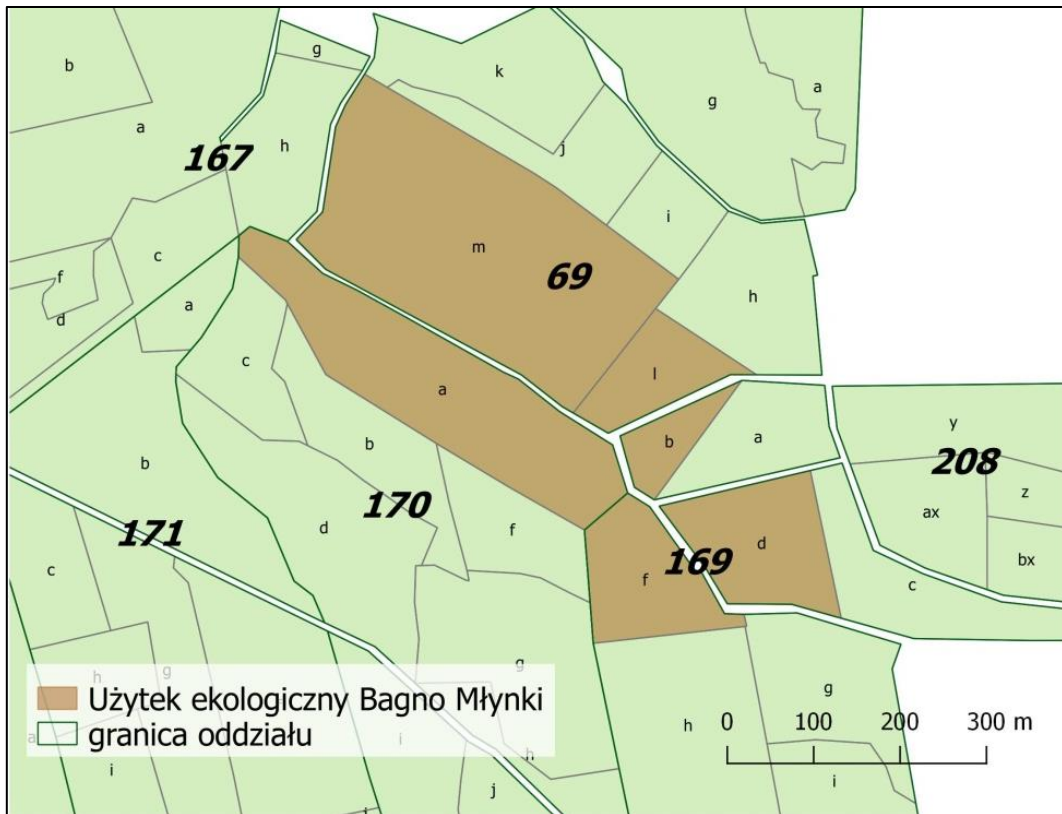 b
a
167
g
h
k
j
g
a
f
c
d
a
c
m
69
i
h
l
a
b
a
y
208
z
ax
bx
b
b
170
d
f
171
c
f
169
d
c
h
g
g
a
i
i
h
j
h
g
i
Użytek ekologiczny Bagno Młynki
granica oddziału
0 100 200 300 m